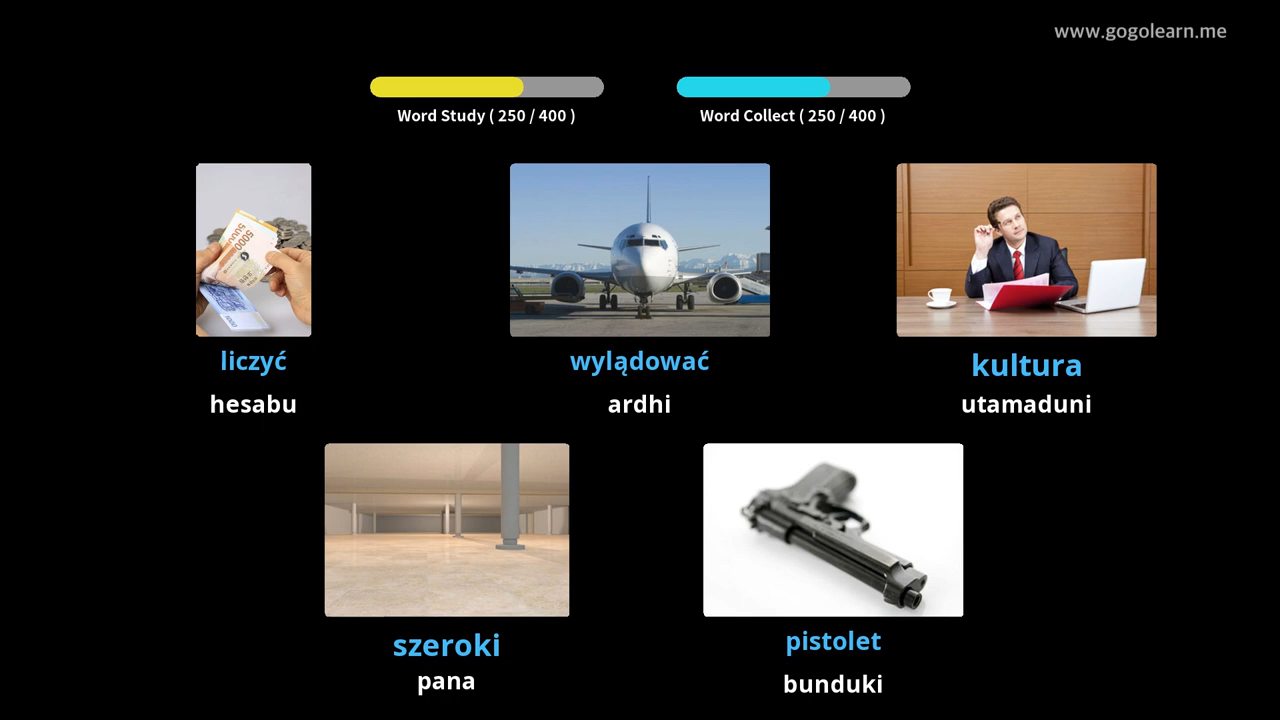 www.gogolearn.me
Word Study ( 250 / 400 )
Word Collect ( 250 / 400 )
liczyć
wylądować
kultura
hesabu
ardhi
utamaduni
szeroki
pistolet
pana
bunduki